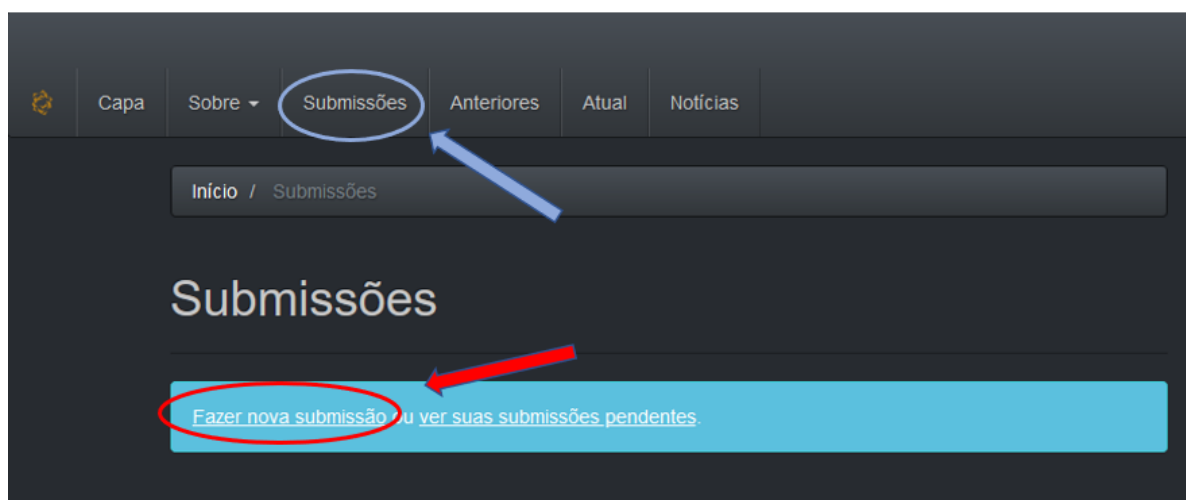 Capa Sobre Submissões Anteriores Atual Notícias
Início / Submissões
Submissões
Fazer nova submissão ou ver suas submissões pendentes.